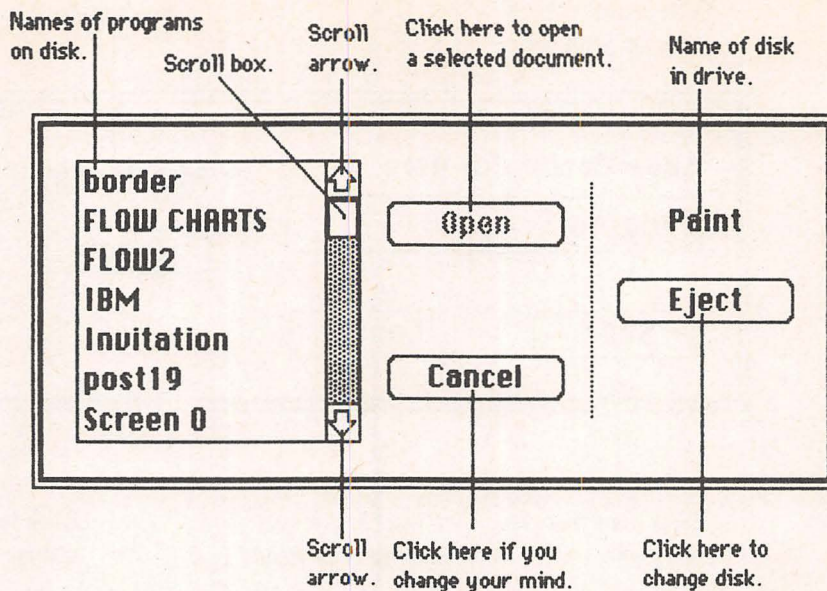 Names of programs
on disk.
Scroll box.
Scroll
arrow.
Click here to open
a selected document.
Name of disk
in drive.
border
FLOW CHARTS
FLOW2
IBM
Invitation
post19
Screen 0
Open
Cancel
Paint
Eject
Scroll
arrow.
Click here if you
change your mind.
Click here to
change disk.